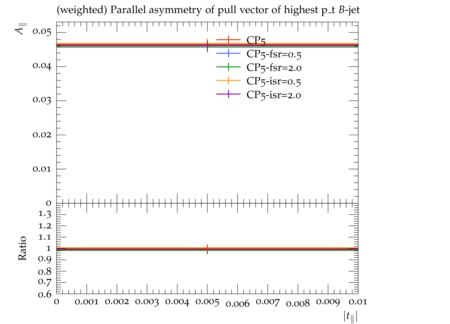 (weighted) Parallel asymmetry of pull vector of highest p_t B-jet
A∥
0.05
0.04
0.03
0.02
0.01
0
CP5
CP5-fsr=0.5
CP5-fsr=2.0
CP5-isr=0.5
CP5-isr=2.0
Ratio
1.3
1.2
1.1
1
0.9
0.8
0.7
0.6
0 0.001 0.002 0.003 0.004 0.005 0.006 0.007 0.008 0.009 0.01
|t∥|